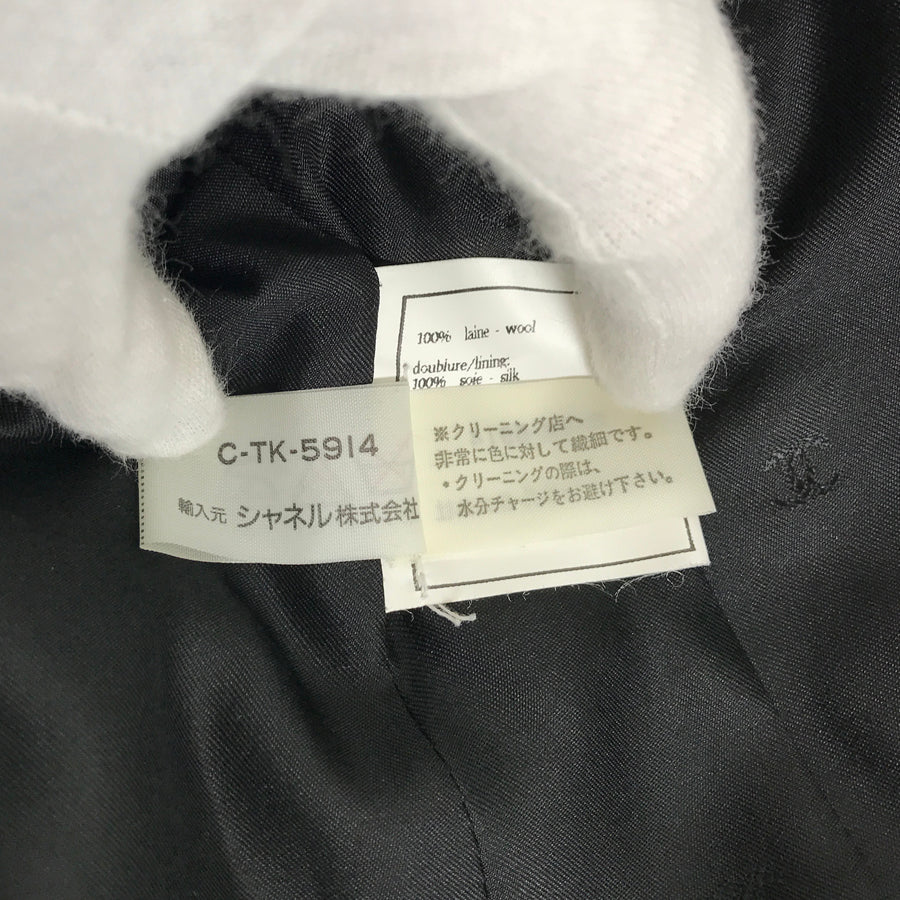 100% laine - wool
doublure/lining:
100% soie - silk
C-TK-5914
輸入元 シャネル株式会社
※クリーニング店へ
非常に色に対して繊細です。
・クリーニングの際は、
水分チャージをお避け下さい。